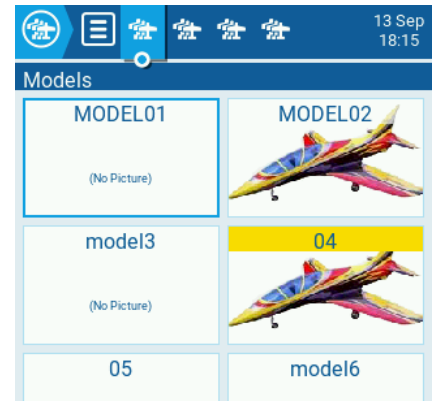 13 Sep
18:15
Models
MODEL01
MODEL02
(No Picture)
model3
04
(No Picture)
05
model6